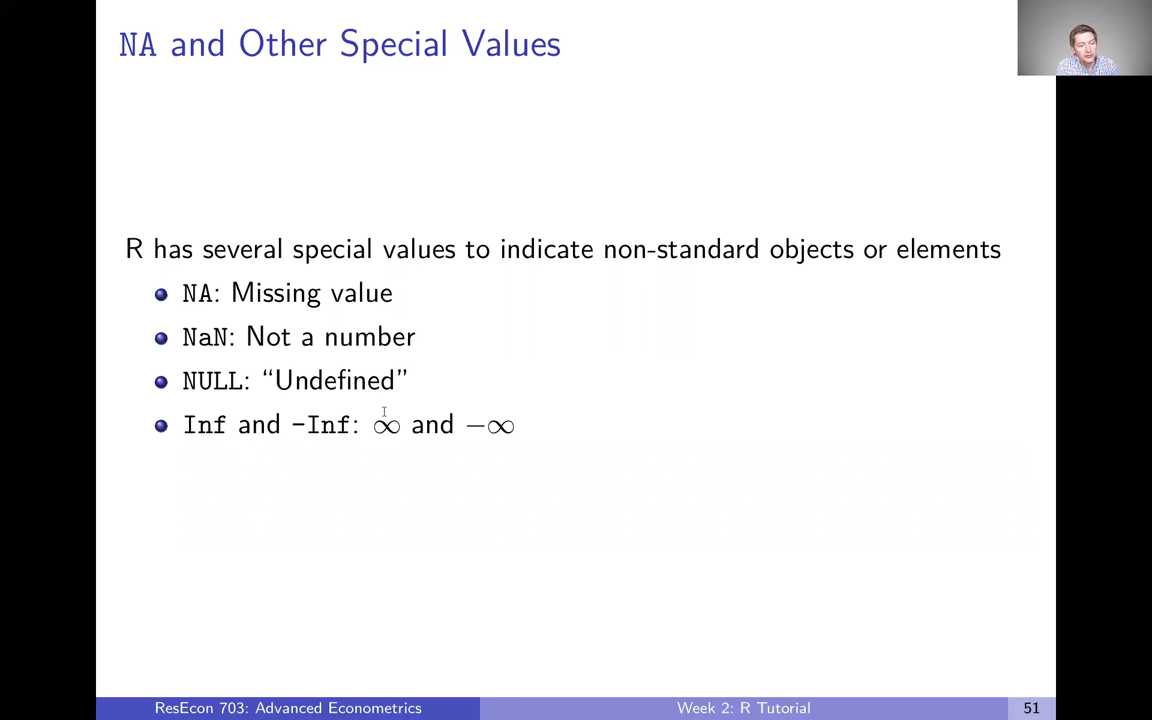 NA and Other Special Values
R has several special values to indicate non-standard objects or elements
NA: Missing value
NaN: Not a number
NULL: “Undefined”
Inf and -Inf: ∞ and −∞
ResEcon 703: Advanced Econometrics
Week 2: R Tutorial
51